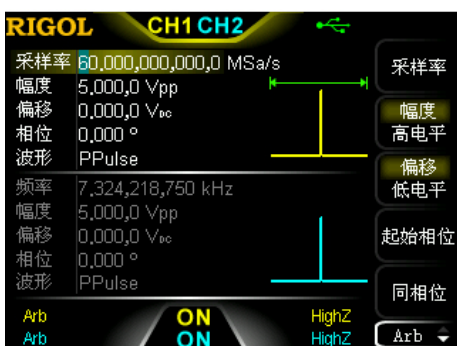 RIGOL CH1 CH2
采样率 60,000,000,000,0 MSa/s
幅度 5.000,0 Vpp
偏移 0.000,0 VDC
相位 0.000 °
波形 PPulse
频率 7.324,218,750 kHz
幅度 5.000,0 Vpp
偏移 0.000,0 VDC
相位 0.000 °
波形 PPulse
采样率
幅度
高电平
偏移
低电平
起始相位
同相位
Arb
Arb ON HighZ
Arb ON HighZ